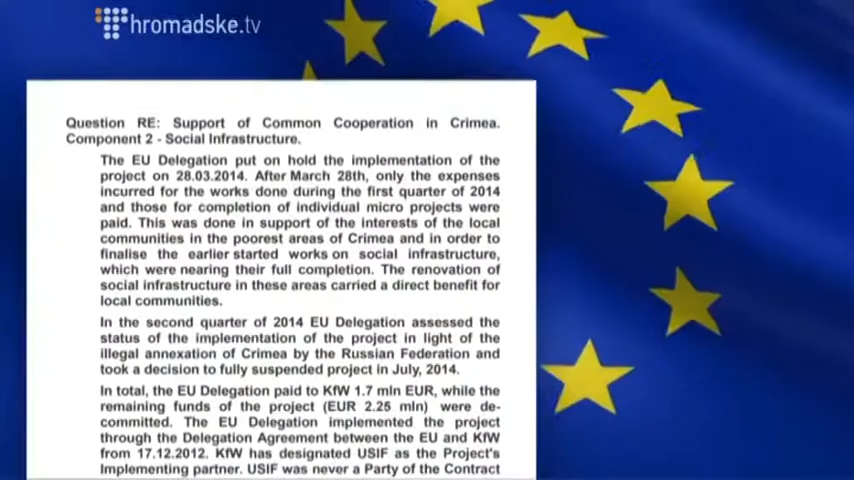 hromadske.tv
Question RE: Support of Common Cooperation in Crimea.
Component 2 - Social Infrastructure.
The EU Delegation put on hold the implementation of the
project on 28.03.2014. After March 28th, only the expenses
incurred for the works done during the first quarter of 2014
and those for completion of individual micro projects were
paid. This was done in support of the interests of the local
communities in the poorest areas of Crimea and in order to
finalise the earlier started works on social infrastructure,
which were nearing their full completion. The renovation of
social infrastructure in these areas carried a direct benefit for
local communities.
In the second quarter of 2014 EU Delegation assessed the
status of the implementation of the project in light of the
illegal annexation of Crimea by the Russian Federation and
took a decision to fully suspended project in July, 2014.
In total, the EU Delegation paid to KfW 1.7 mln EUR, while the
remaining funds of the project (EUR 2.25 mln) were de-
committed. The EU Delegation implemented the project
through the Delegation Agreement between the EU and KfW
from 17.12.2012. KfW has designated USIF as the Project's
Implementing partner. USIF was never a Party of the Contract